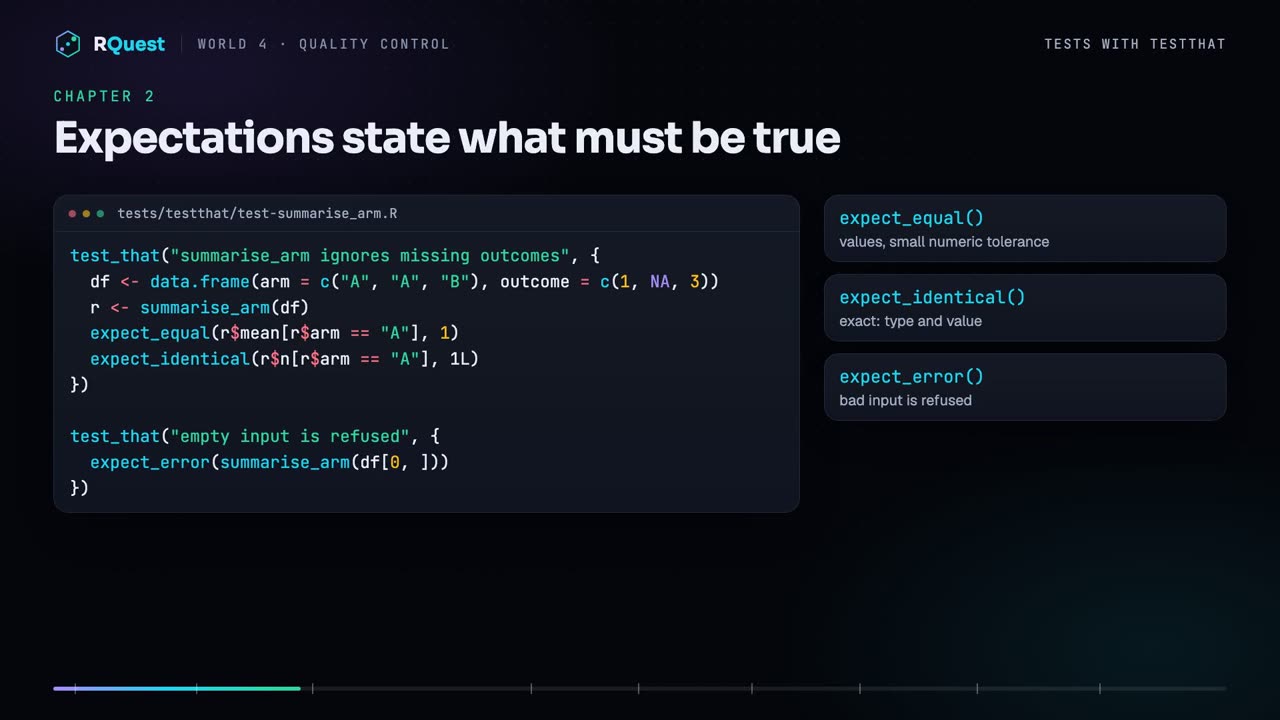 RQuest
WORLD 4 · QUALITY CONTROL
TESTS WITH TESTTHAT
CHAPTER 2
Expectations state what must be true
tests/testthat/test-summarise_arm.R
test_that("summarise_arm ignores missing outcomes", {
  df <- data.frame(arm = c("A", "A", "B"), outcome = c(1, NA, 3))
  r <- summarise_arm(df)
  expect_equal(r$mean[r$arm == "A"], 1)
  expect_identical(r$n[r$arm == "A"], 1L)
})
test_that("empty input is refused", {
  expect_error(summarise_arm(df[0, ]))
})
expect_equal()
values, small numeric tolerance
expect_identical()
exact: type and value
expect_error()
bad input is refused